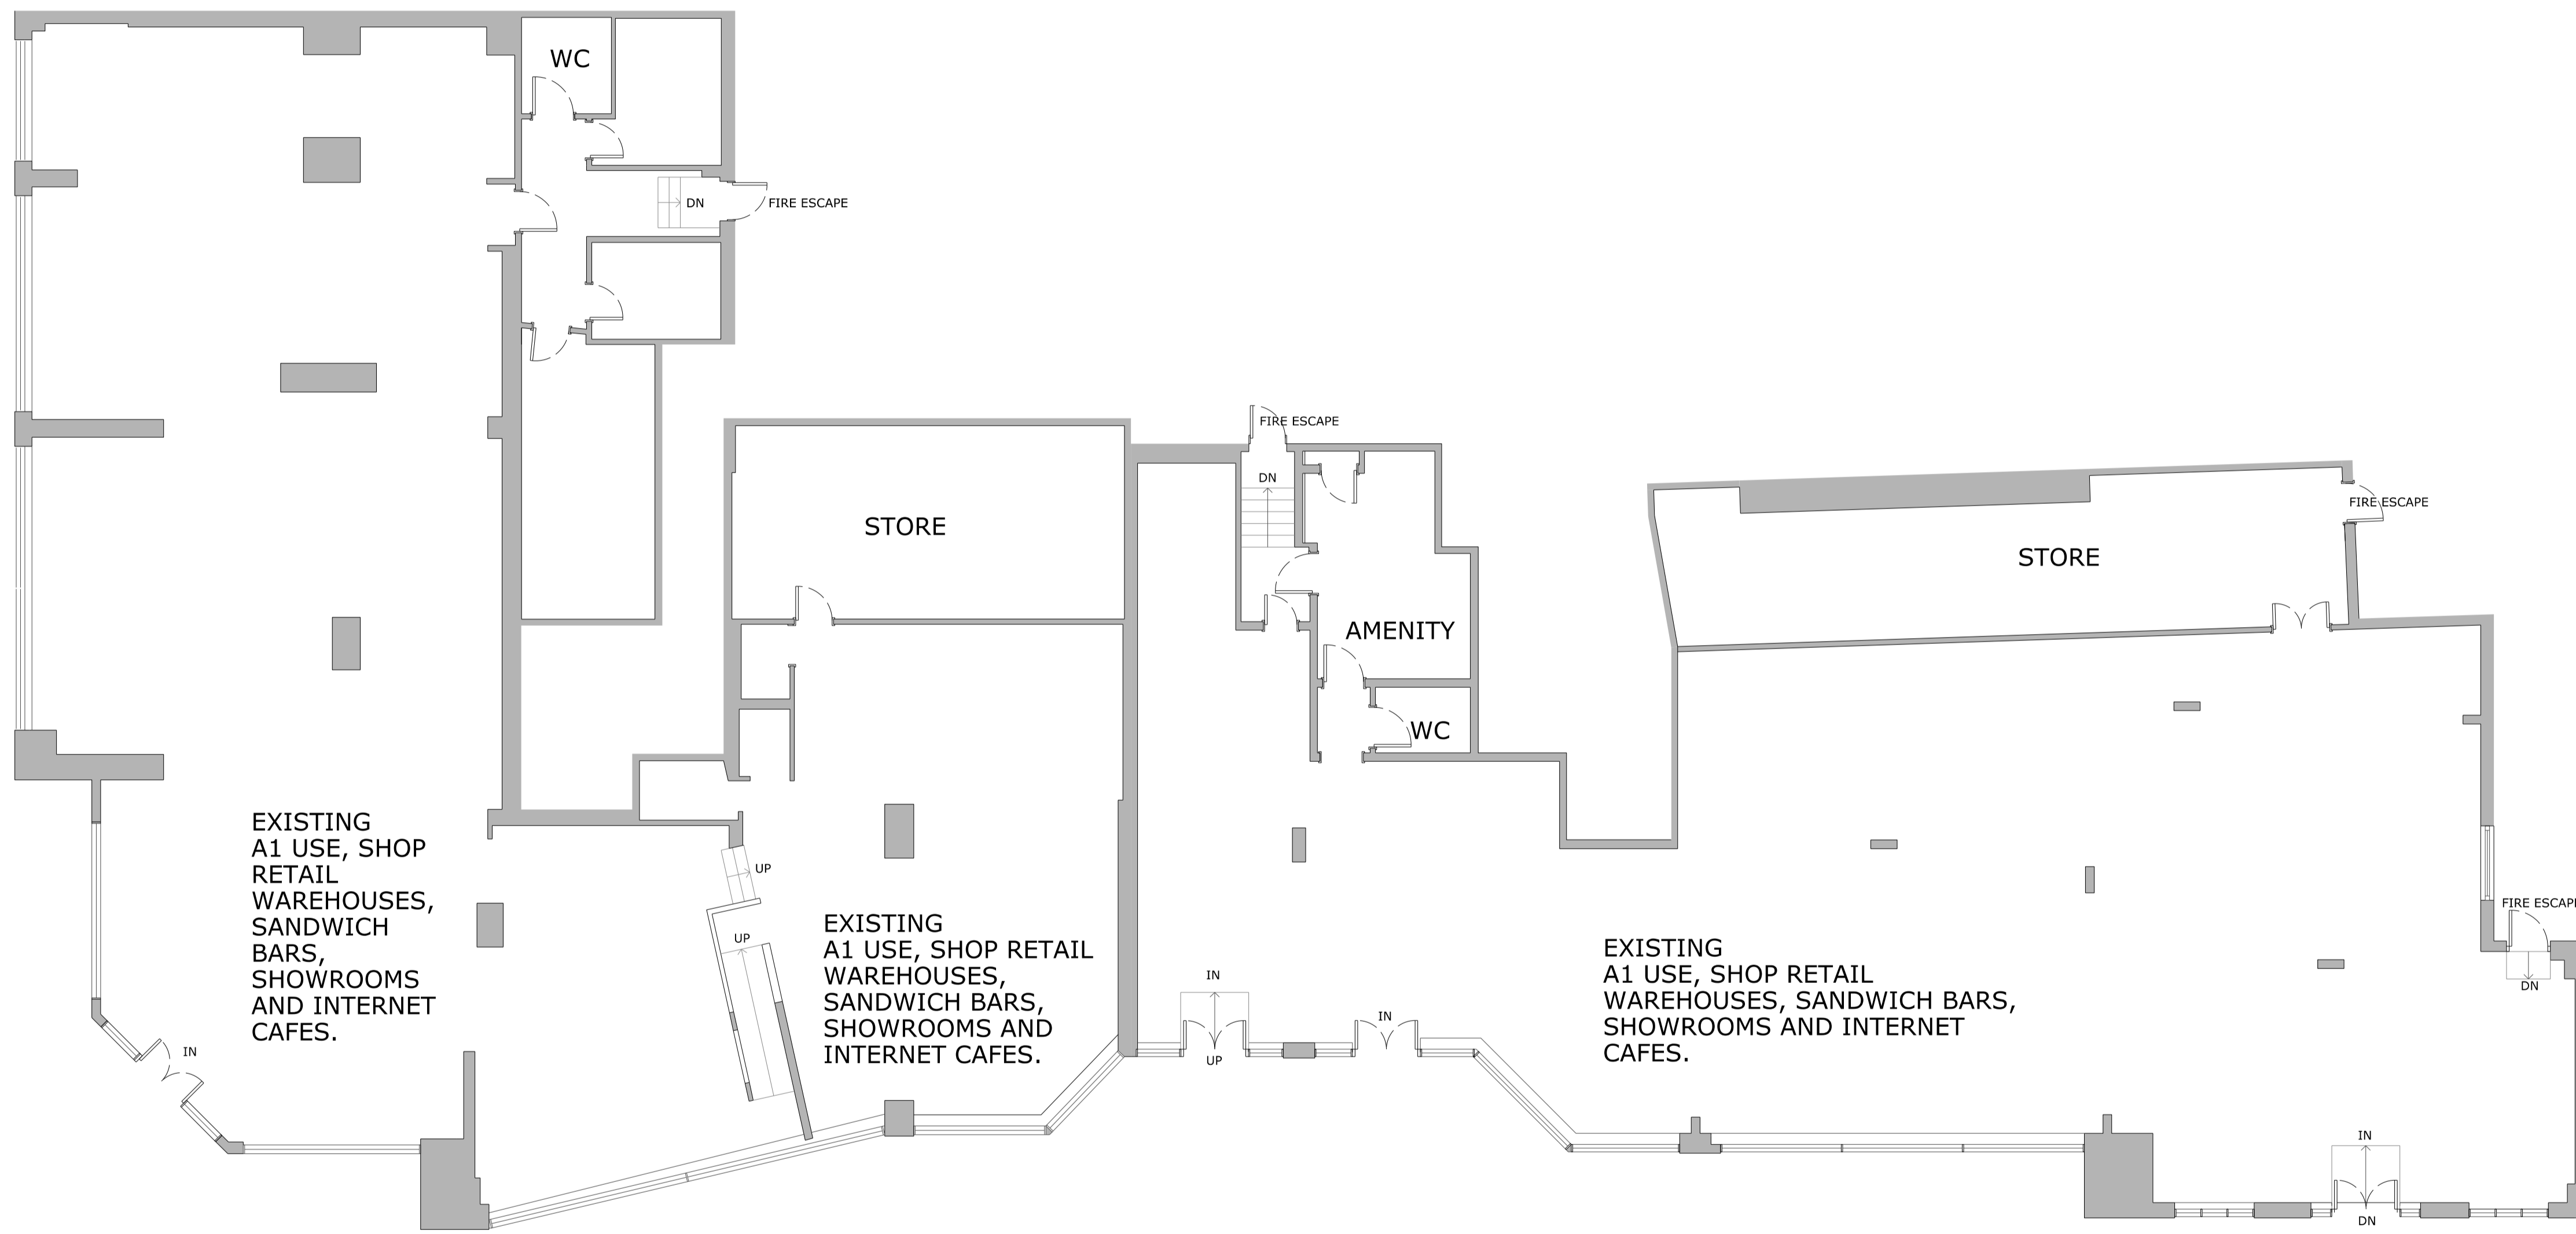 WC
DN
FIRE ESCAPE
FIRE ESCAPE
DN
STORE
FIRE ESCAPE
STORE
AMENITY
WC
EXISTING
A1 USE, SHOP
RETAIL
WAREHOUSES,
SANDWICH
BARS,
SHOWROOMS
AND INTERNET
CAFES.
IN
UP
UP
EXISTING
A1 USE, SHOP RETAIL
WAREHOUSES,
SANDWICH BARS,
SHOWROOMS AND
INTERNET CAFES.
IN
UP
IN
EXISTING
A1 USE, SHOP RETAIL
WAREHOUSES, SANDWICH BARS,
SHOWROOMS AND INTERNET
CAFES.
FIRE ESCAPE
DN
IN
DN